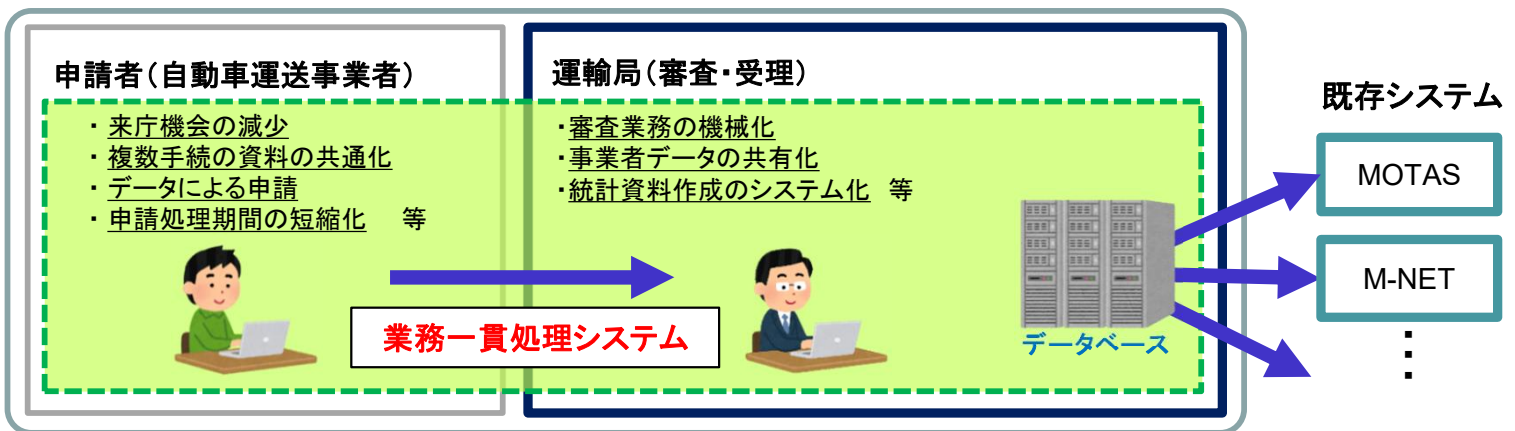 申請者（自動車運送事業者）
・ 来庁機会の減少
・ 複数手続の資料の共通化
・ データによる申請
・ 申請処理期間の短縮化　等
運輸局（審査・受理）
・審査業務の機械化
・事業者データの共有化
・統計資料作成のシステム化　等
業務一貫処理システム
データベース
既存システム
MOTAS
M-NET